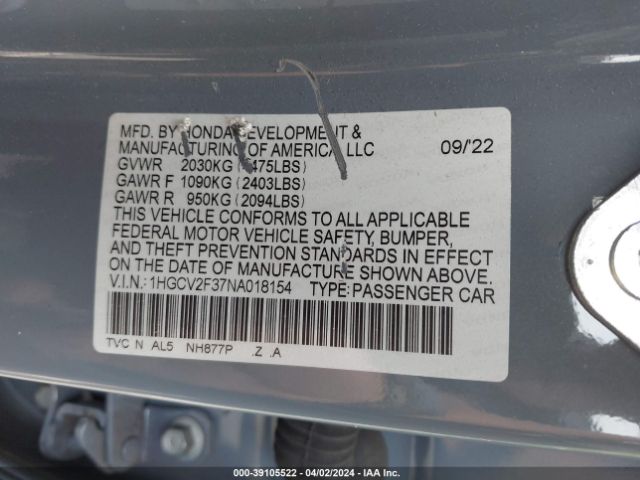 MFD. BY HONDA DEVELOPMENT &
MANUFACTURING OF AMERICA, LLC 09/22
GVWR 2030KG ( 475LBS)
GAWR F 1090KG (2403LBS)
GAWR R 950KG (2094LBS)
THIS VEHICLE CONFORMS TO ALL APPLICABLE
FEDERAL MOTOR VEHICLE SAFETY, BUMPER,
AND THEFT PREVENTION STANDARDS IN EFFECT
ON THE DATE OF MANUFACTURE SHOWN ABOVE.
V.I.N.: 1HGCV2F37NA018154 TYPE: PASSENGER CAR
TVC N AL5 NH877P .Z .A
000-39105522 - 04/02/2024 - IAA Inc.